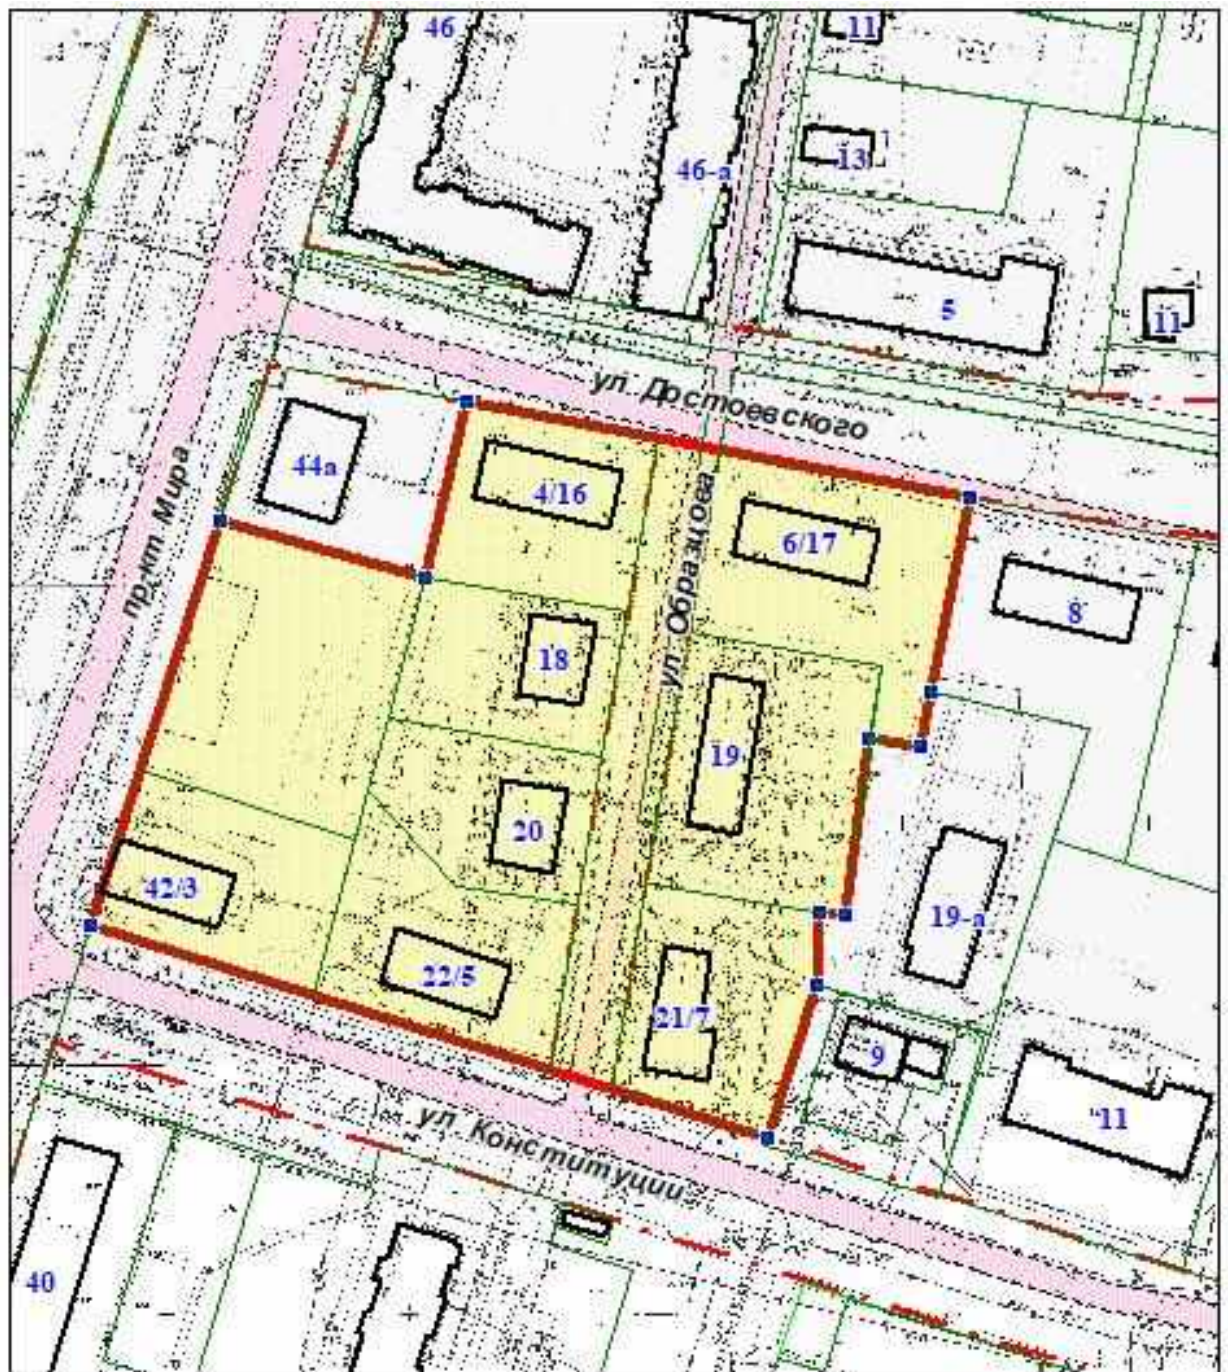 46
11
46-а
13
5
11
ул. Достоевского
44а
4/16
6/17
пр-кт Мира
ул. Образцова
8
18
19
20
42/3
19-а
22/5
21/7
9
11
ул. Конституции
40